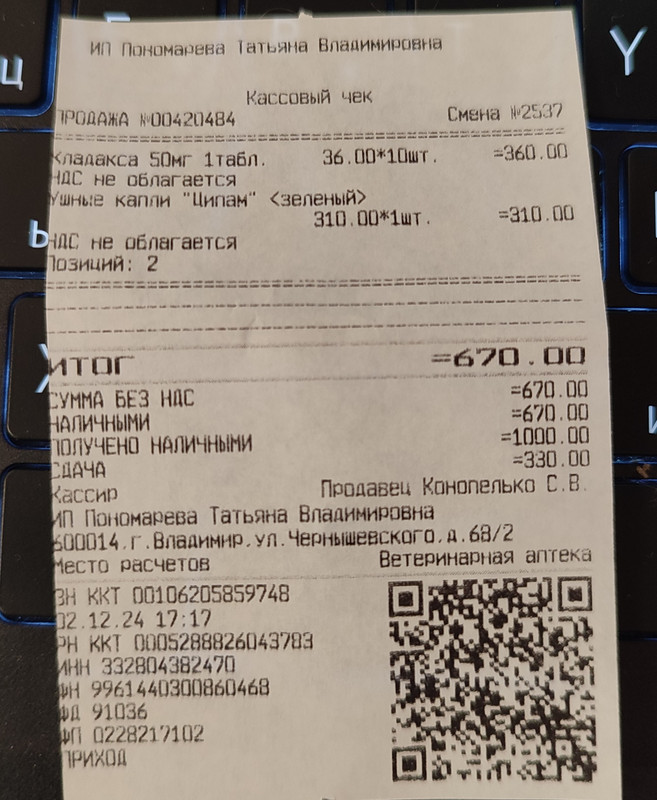 ИП Пономарева Татьяна Владимировна
Кассовый чек
ПРОДАЖА №00420484 Смена №2537
Кладакса 50мг 1табл. 36.00*10шт. =360.00
НДС не облагается
Ушные капли "Ципам" <зеленый>
310.00*1шт. =310.00
НДС не облагается
Позиций: 2
ИТОГ =670.00
СУММА БЕЗ НДС =670.00
НАЛИЧНЫМИ =670.00
ПОЛУЧЕНО НАЛИЧНЫМИ =1000.00
СДАЧА =330.00
Кассир Продавец Конопелько С.В.
ИП Пономарева Татьяна Владимировна
600014.г.Владимир.ул.Чернышевского.д.68/2
Место расчетов Ветеринарная аптека
ЗН ККТ 00106205859748
02.12.24 17:17
РН ККТ 0005288826043783
ИНН 332804382470
ФН 9961440300860468
ФД 91036
ФП 0228217102
ПРИХОД
Ц
Y
Ы